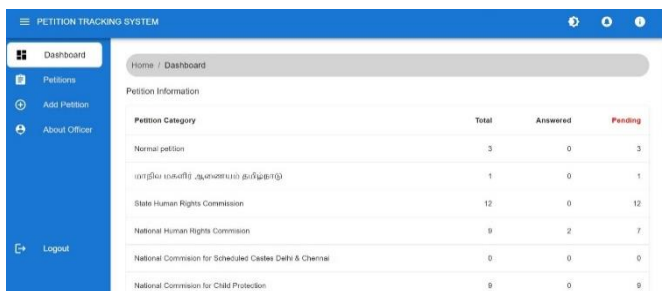 PETITION TRACKING SYSTEM
Dashboard
Petitions
Add Petition
About Officer
Logout
Home / Dashboard
Petition Information
Petition Category Total Answered Pending
Normal petition 3 0 3
மாநில மகளிர் ஆணையம் தமிழ்நாடு 1 0 1
State Human Rights Commission 12 0 12
National Human Rights Commision 9 2 7
National Commision for Scheduled Castes Delhi & Chennai 0 0 0
National Commision for Child Protection 9 0 9